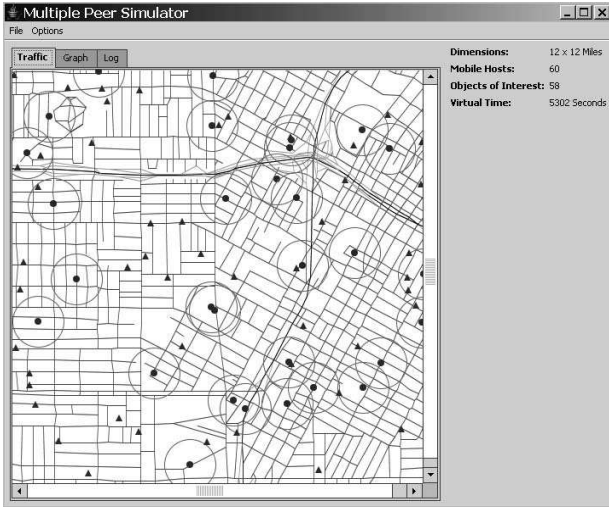 Multiple Peer Simulator
File Options
Traffic Graph Log
Dimensions: 12 x 12 Miles
Mobile Hosts: 60
Objects of Interest: 58
Virtual Time: 5302 Seconds